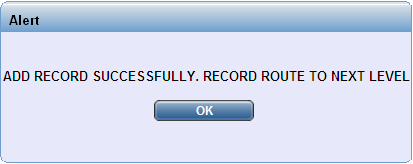 Alert
ADD RECORD SUCCESSFULLY. RECORD ROUTE TO NEXT LEVEL
OK